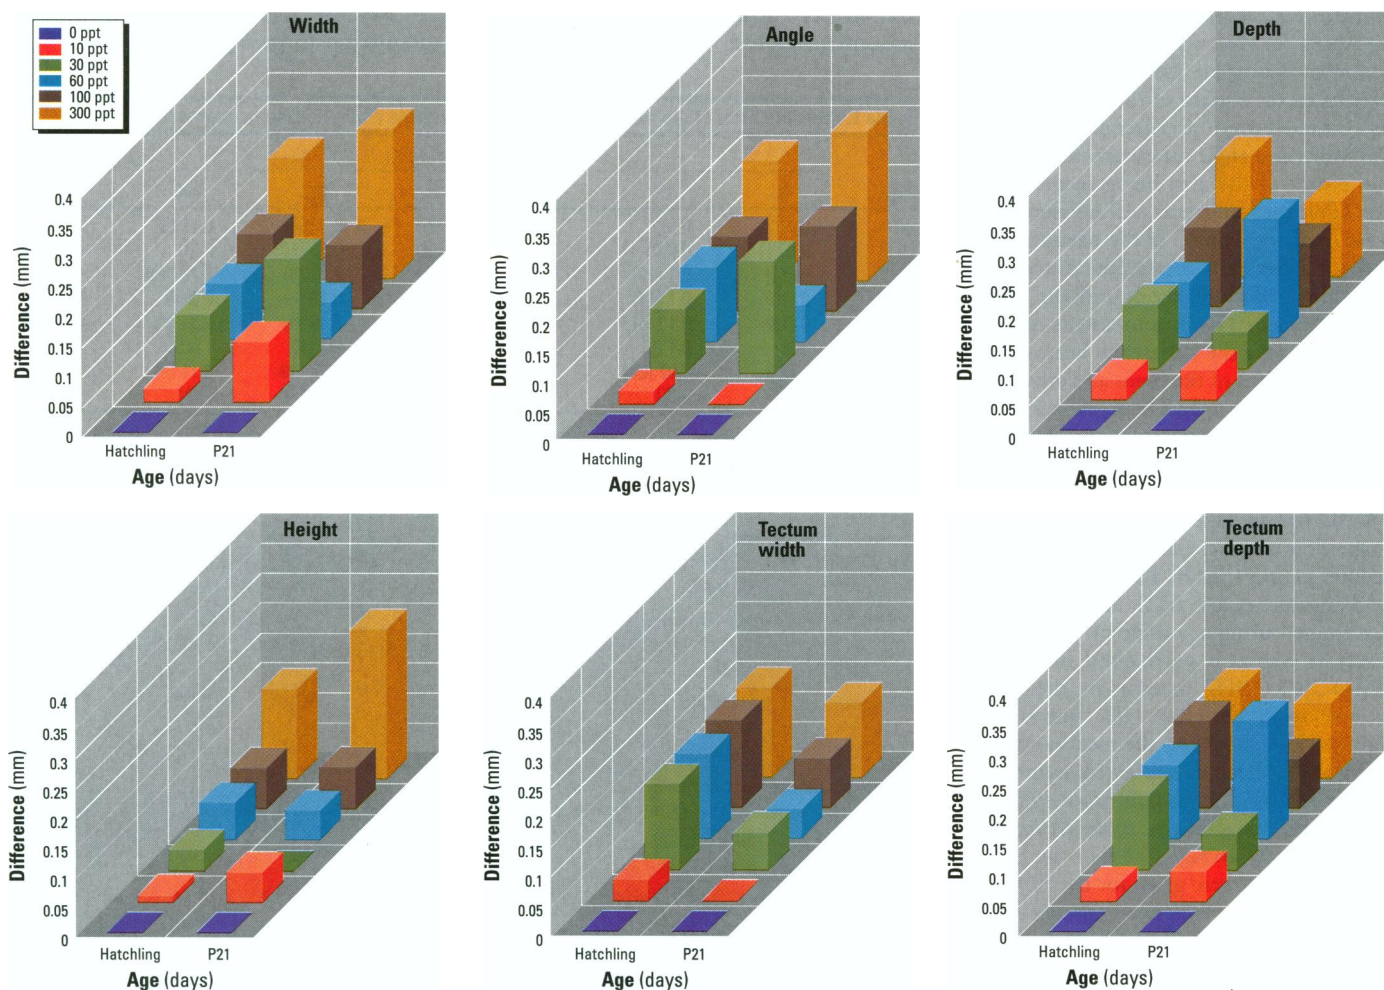 Width
0 ppt
10 ppt
30 ppt
60 ppt
100 ppt
300 ppt
Difference (mm)
0.4
0.35
0.3
0.25
0.2
0.15
0.1
0.05
0
Hatchling P21
Age (days)
Angle
Difference (mm)
0.4
0.35
0.3
0.25
0.2
0.15
0.1
0.05
0
Hatchling P21
Age (days)
Depth
Difference (mm)
0.4
0.35
0.3
0.25
0.2
0.15
0.1
0.05
0
Hatchling P21
Age (days)
Height
Difference (mm)
0.4
0.35
0.3
0.25
0.2
0.15
0.1
0.05
0
Hatchling P21
Age (days)
Tectum
width
Difference (mm)
0.4
0.35
0.3
0.25
0.2
0.15
0.1
0.05
0
Hatchling P21
Age (days)
Tectum
depth
Difference (mm)
0.4
0.35
0.3
0.25
0.2
0.15
0.1
0.05
0
Hatchling P21
Age (days)